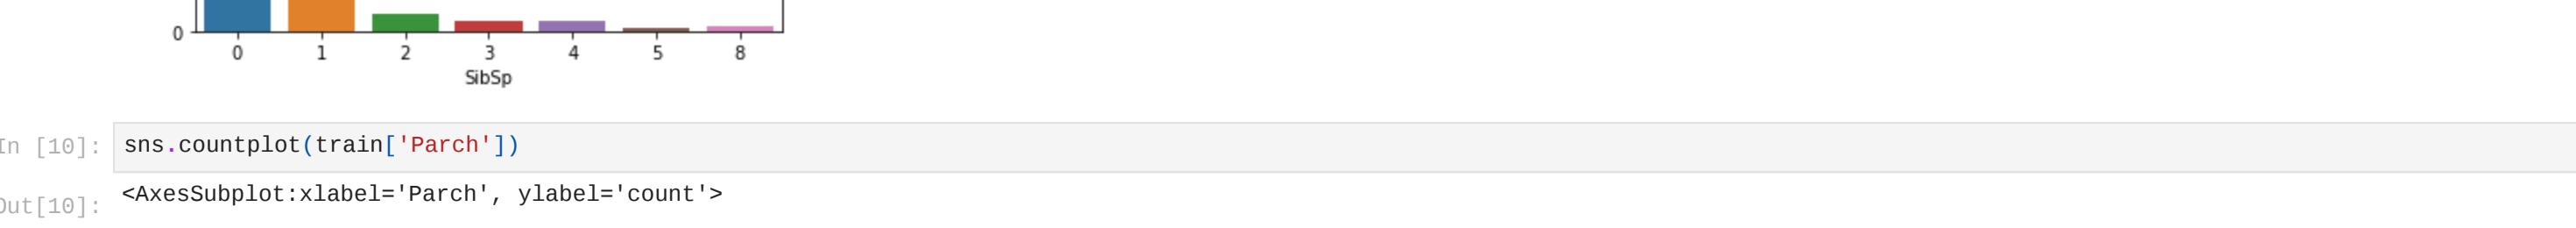 0
0 1 2 3 4 5 8
SibSp
In [10]: sns.countplot(train['Parch'])
Out[10]: <AxesSubplot:xlabel='Parch', ylabel='count'>